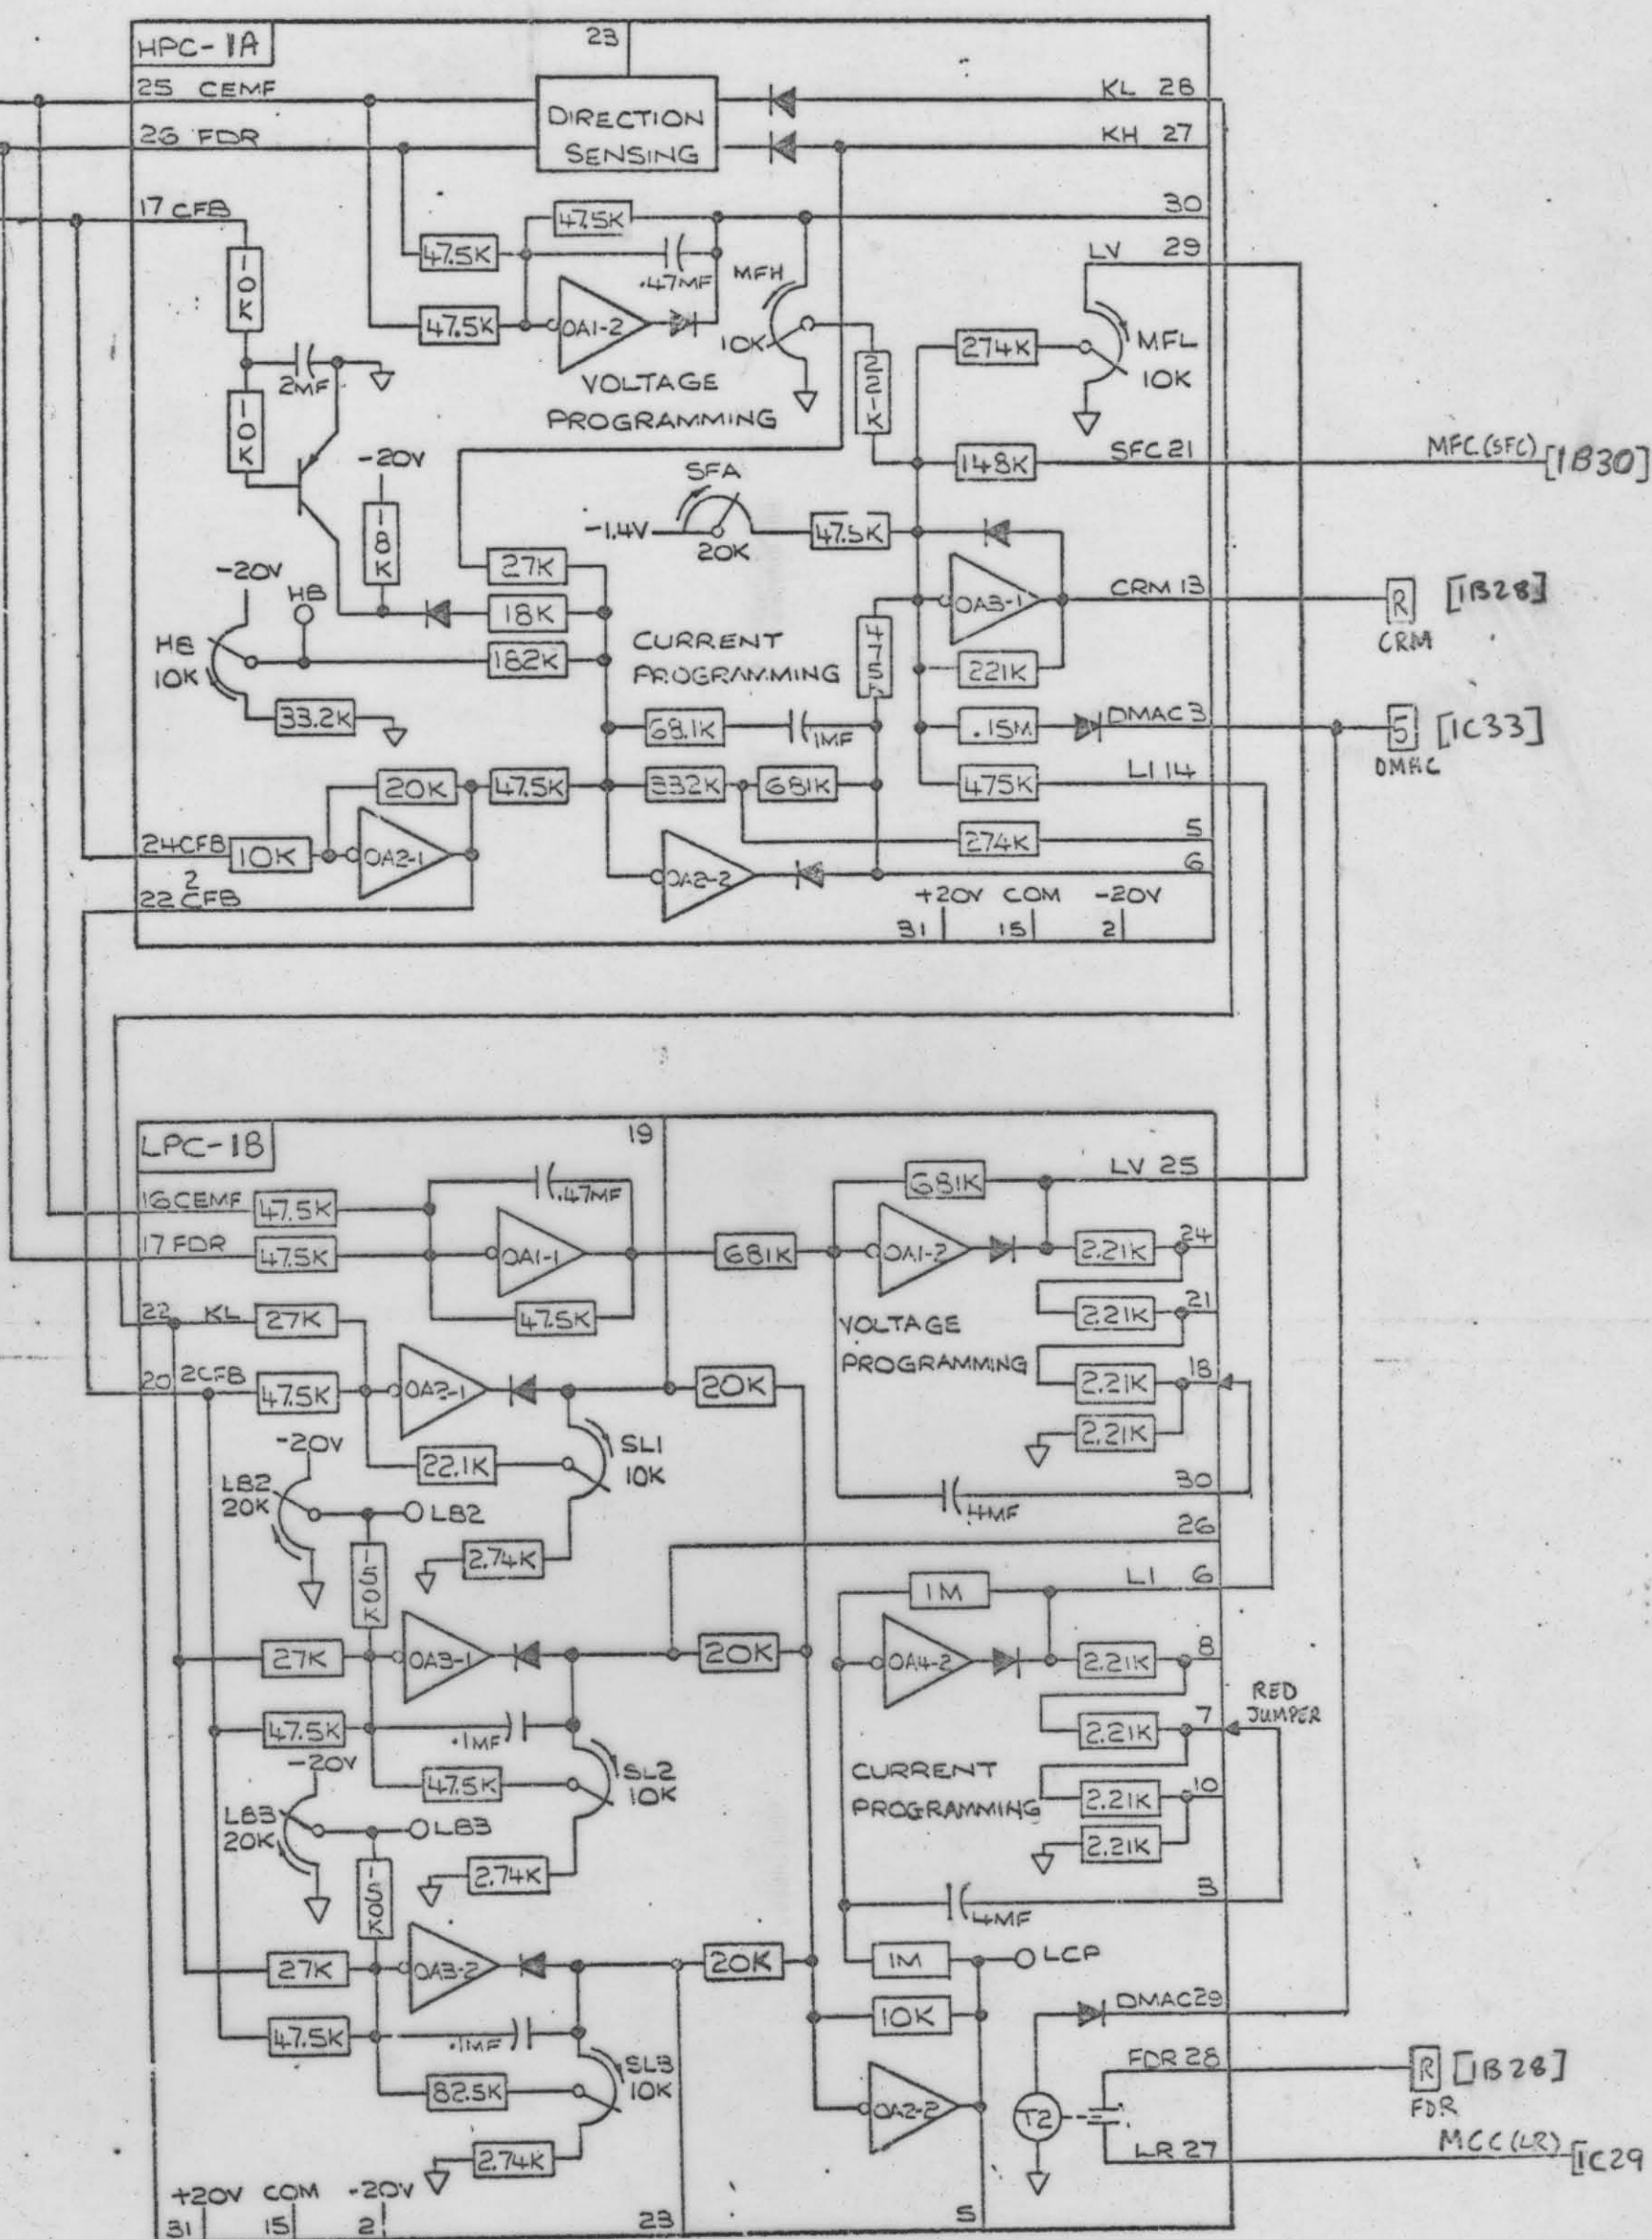 HPC-1A
23
25 CEMF
KL 28
DIRECTION
SENSING
26 FDR
KH 27
17 CFB
47.5K
30
LV 29
10K
47.5K
.47MF
MFH
10K
47.5K
OA1-2
274K
MFL
10K
2MF
22.1K
VOLTAGE
PROGRAMMING
10K
-20V
SFA
148K
SFC 21
MFC (SFC) [1B30]
18K
-1.4V
20K
47.5K
-20V
HB
27K
OA3-1
CRM 13
R [1B28]
CRM
18K
HB
10K
182K
CURRENT
PROGRAMMING
475K
221K
33.2K
68.1K
1MF
.15M
DMAC 3
5 [1C33]
DMAC
20K
47.5K
332K
681K
475K
LI 14
24 CFB
10K
OA2-1
274K
5
2
22 CFB
OA2-2
6
+20V COM -20V
31 15 2
LPC-1B
19
16 CEMF
47.5K
.47MF
681K
LV 25
17 FDR
47.5K
OA1-1
681K
OA1-2
2.21K
24
22 KL
27K
47.5K
2.21K
21
VOLTAGE
PROGRAMMING
20 2CFB
47.5K
OA2-1
20K
2.21K
18
2.21K
-20V
22.1K
SL1
10K
LB2
20K
LB2
4MF
30
150K
2.74K
26
1M
LI 6
27K
OA3-1
20K
OA4-2
2.21K
8
RED
JUMPER
47.5K
.1MF
2.21K
7
-20V
47.5K
SL2
10K
CURRENT
PROGRAMMING
2.21K
10
LB3
20K
LB3
2.21K
150K
2.74K
4MF
3
27K
OA3-2
20K
1M
LCP
47.5K
.1MF
10K
DMAC 29
SL3
10K
82.5K
FDR 28
R [1B28]
FDR
OA2-2
T2
2.74K
LR 27
MCC (LR) [1C29
+20V COM -20V
31 15 2
23
5